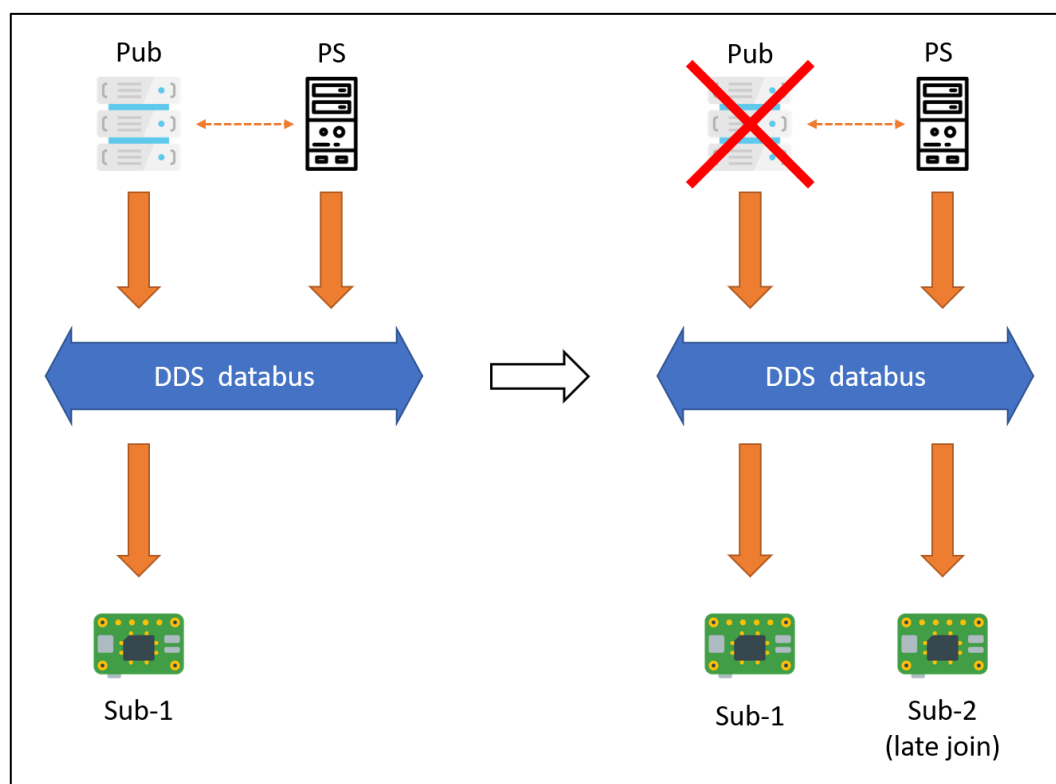 Pub
PS
DDS databus
Sub-1
Pub
PS
DDS databus
Sub-1
Sub-2
(late join)